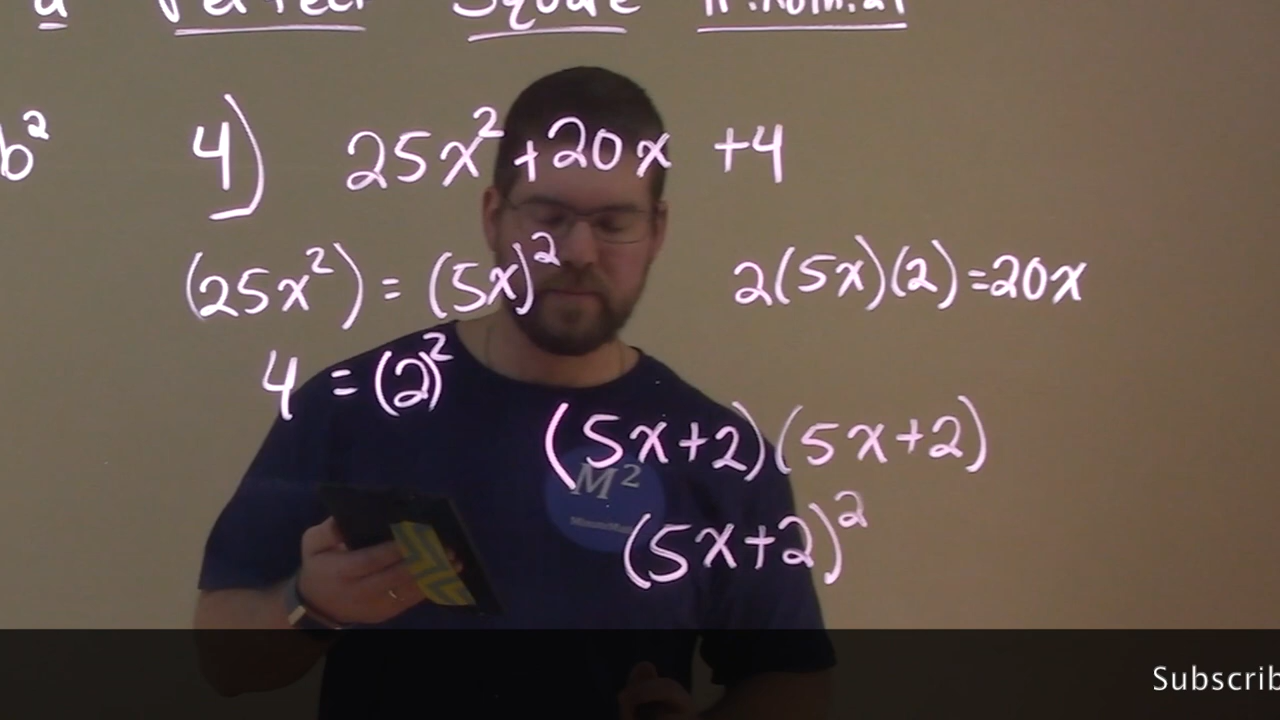 a Perfect Square Trinomial
b²
4) 25x²+20x +4
(25x²) = (5x)²
2(5x)(2)=20x
4 = (2)²
(5x+2)(5x+2)
M²
(5x+2)²
Subscrib